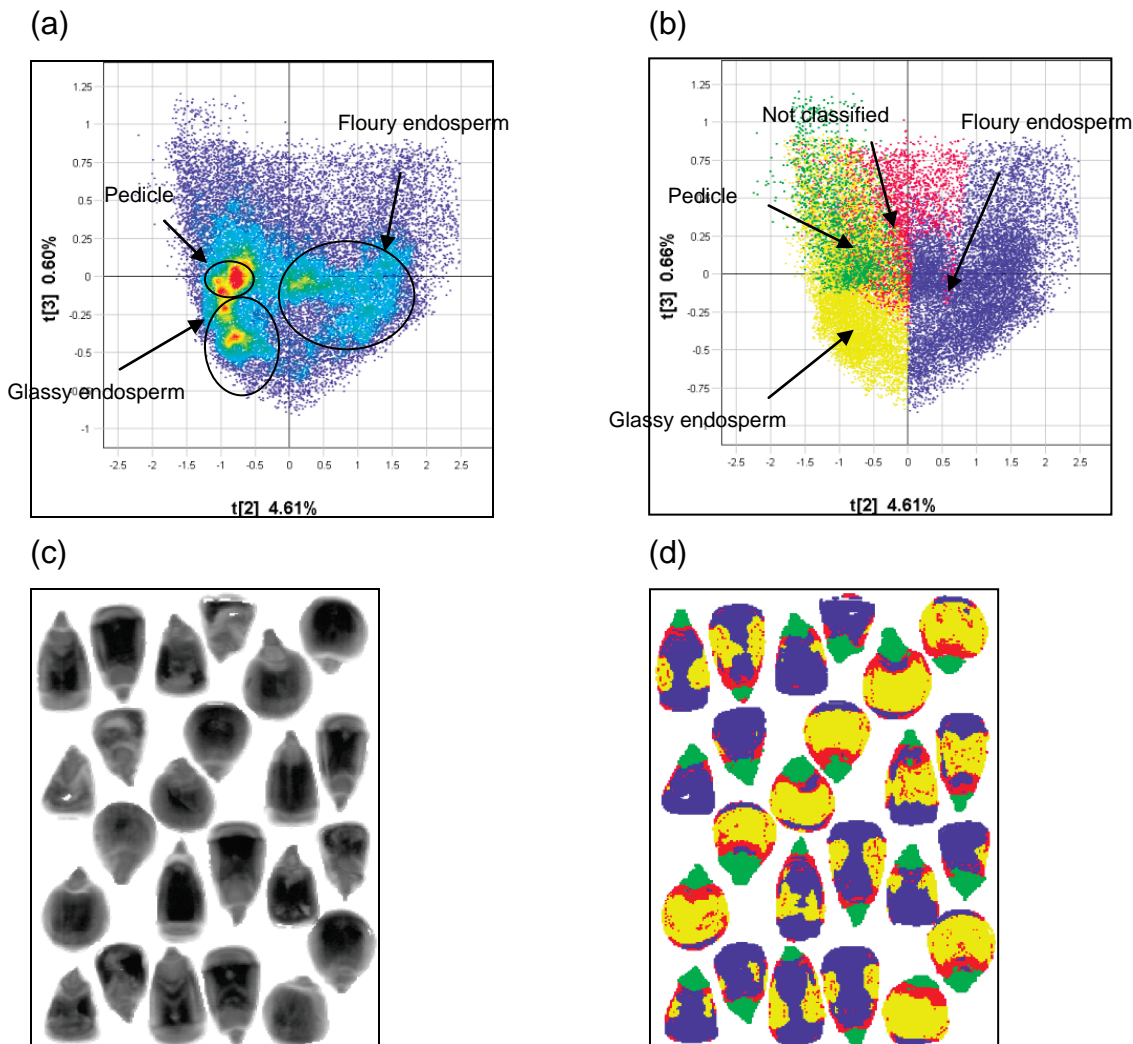 (a)
(b)
1.25
1
0.75
0.5
0.25
0
-0.25
-0.5
-1
t[3] 0.60%
Floury endosperm
Pedicle
Glassy endosperm
-2.5 -2 -1.5 -1 -0.5 0 0.5 1 1.5 2 2.5
t[2] 4.61%
1.25
1
0.75
0.5
0.25
0
-0.25
-0.5
-0.75
t[3] 0.66%
Not classified
Floury endosperm
Pedicle
Glassy endosperm
-2.5 -2 -1.5 -1 -0.5 0 0.5 1 1.5 2 2.5
t[2] 4.61%
(c)
(d)